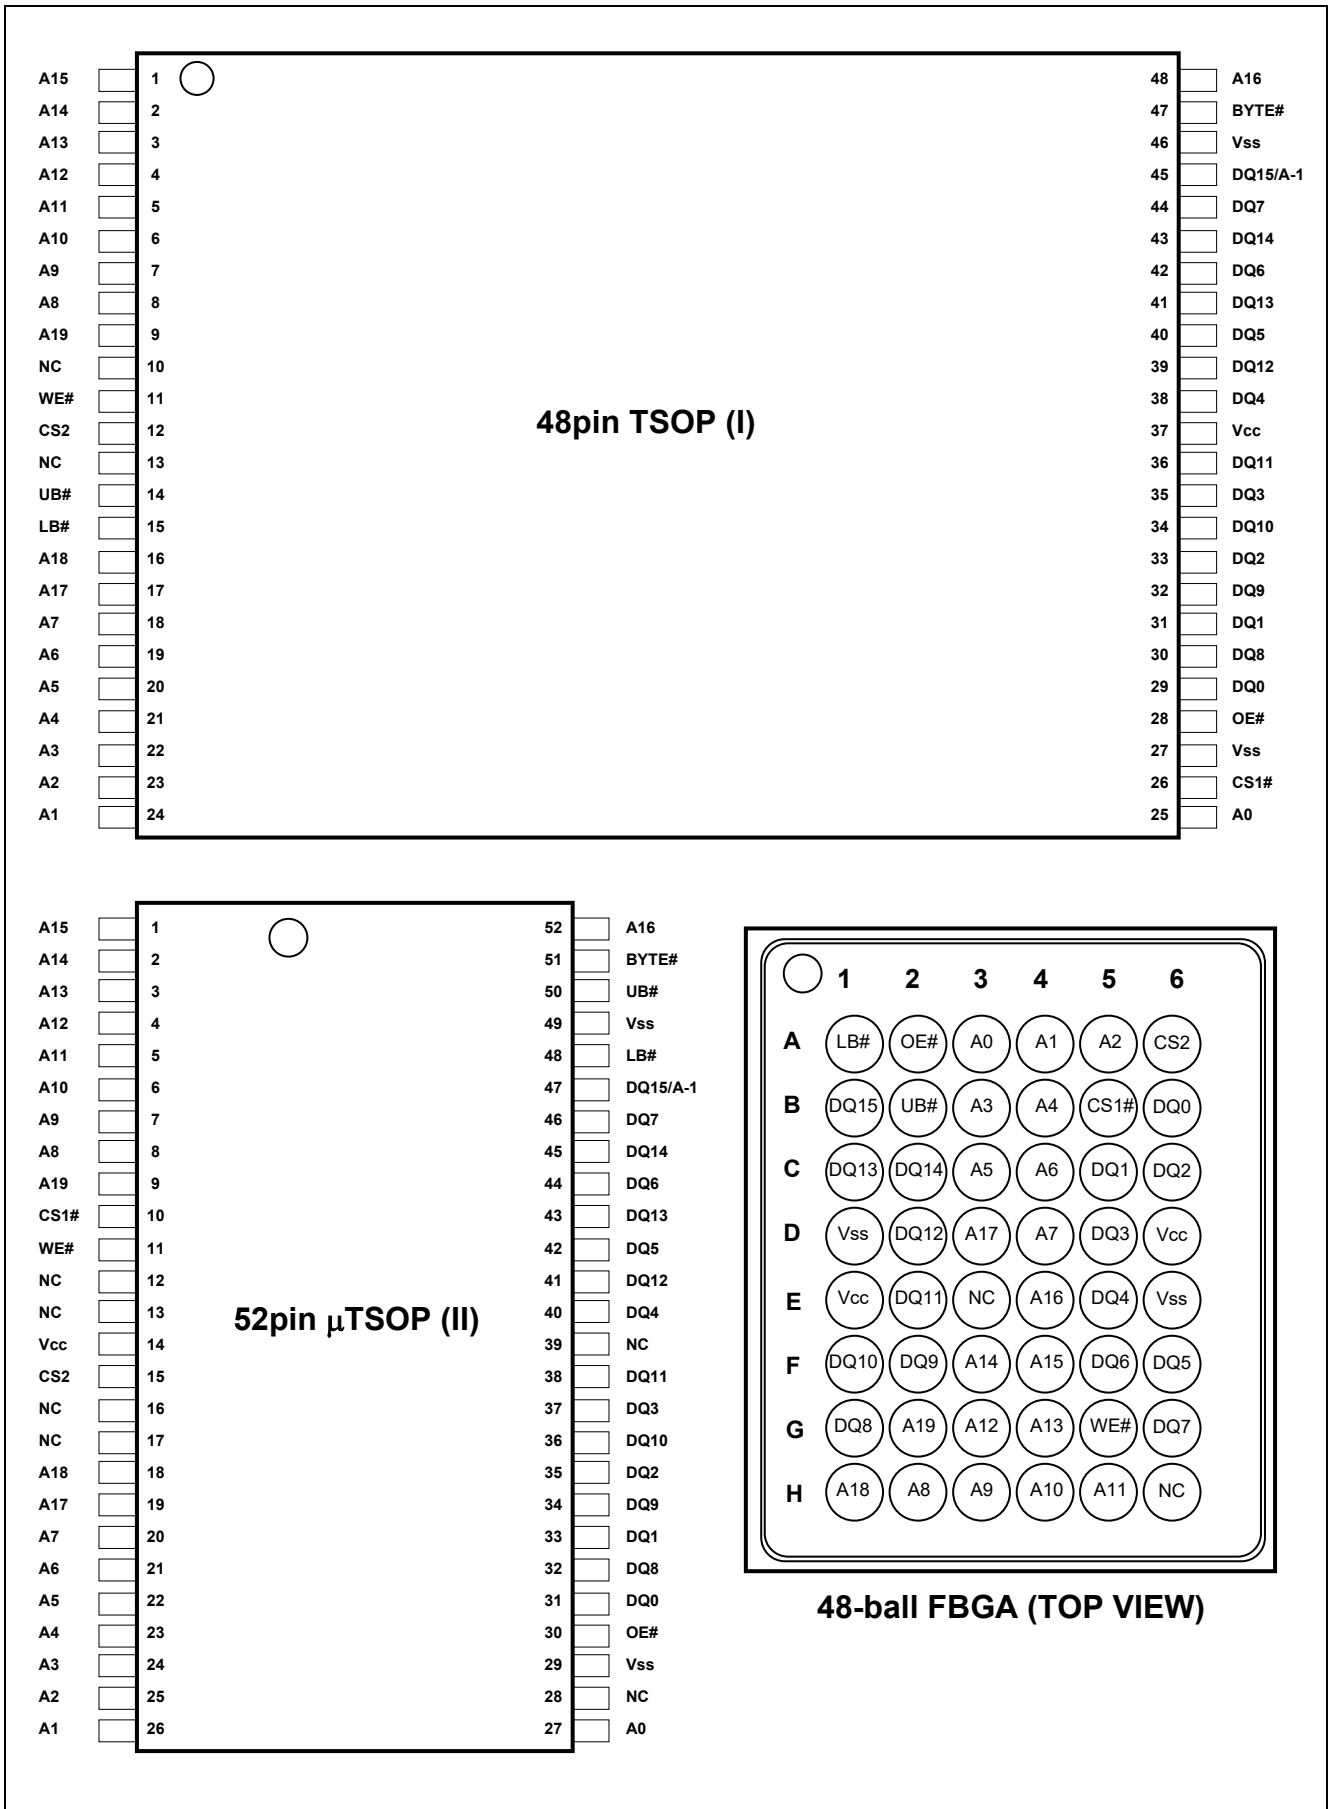 A15 1 48 A16
A14 2 47 BYTE#
A13 3 46 Vss
A12 4 45 DQ15/A-1
A11 5 44 DQ7
A10 6 43 DQ14
A9 7 42 DQ6
A8 8 41 DQ13
A19 9 40 DQ5
NC 10 39 DQ12
WE# 11 38 DQ4
48pin TSOP (I)
CS2 12 37 Vcc
NC 13 36 DQ11
UB# 14 35 DQ3
LB# 15 34 DQ10
A18 16 33 DQ2
A17 17 32 DQ9
A7 18 31 DQ1
A6 19 30 DQ8
A5 20 29 DQ0
A4 21 28 OE#
A3 22 27 Vss
A2 23 26 CS1#
A1 24 25 A0
A15 1 52 A16
A14 2 51 BYTE#
A13 3 50 UB#
A12 4 49 Vss
A11 5 48 LB#
A10 6 47 DQ15/A-1
A9 7 46 DQ7
A8 8 45 DQ14
A19 9 44 DQ6
CS1# 10 43 DQ13
WE# 11 42 DQ5
NC 12 41 DQ12
NC 13 40 DQ4
52pin μTSOP (II)
Vcc 14 39 NC
CS2 15 38 DQ11
NC 16 37 DQ3
NC 17 36 DQ10
A18 18 35 DQ2
A17 19 34 DQ9
A7 20 33 DQ1
A6 21 32 DQ8
A5 22 31 DQ0
A4 23 30 OE#
A3 24 29 Vss
A2 25 28 NC
A1 26 27 A0
1 2 3 4 5 6
A LB# OE# A0 A1 A2 CS2
B DQ15 UB# A3 A4 CS1# DQ0
C DQ13 DQ14 A5 A6 DQ1 DQ2
D Vss DQ12 A17 A7 DQ3 Vcc
E Vcc DQ11 NC A16 DQ4 Vss
F DQ10 DQ9 A14 A15 DQ6 DQ5
G DQ8 A19 A12 A13 WE# DQ7
H A18 A8 A9 A10 A11 NC
48-ball FBGA (TOP VIEW)